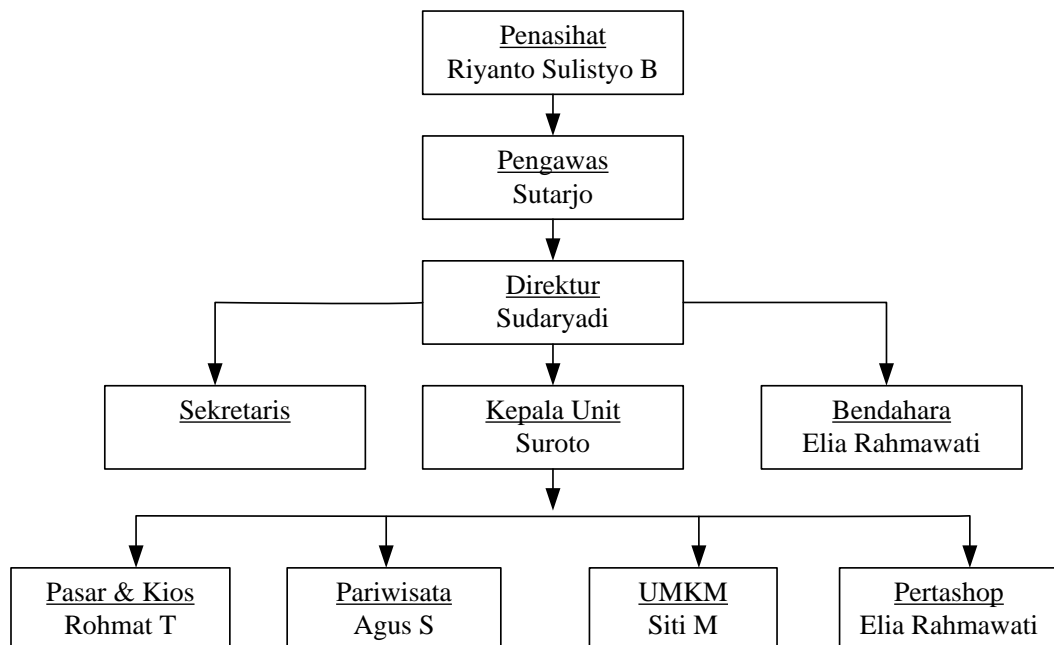 Penasihat
Riyanto Sulistyo B
Pengawas
Sutarjo
Direktur
Sudaryadi
Sekretaris
Kepala Unit
Suroto
Bendahara
Elia Rahmawati
Pasar & Kios
Rohmat T
Pariwisata
Agus S
UMKM
Siti M
Pertashop
Elia Rahmawati